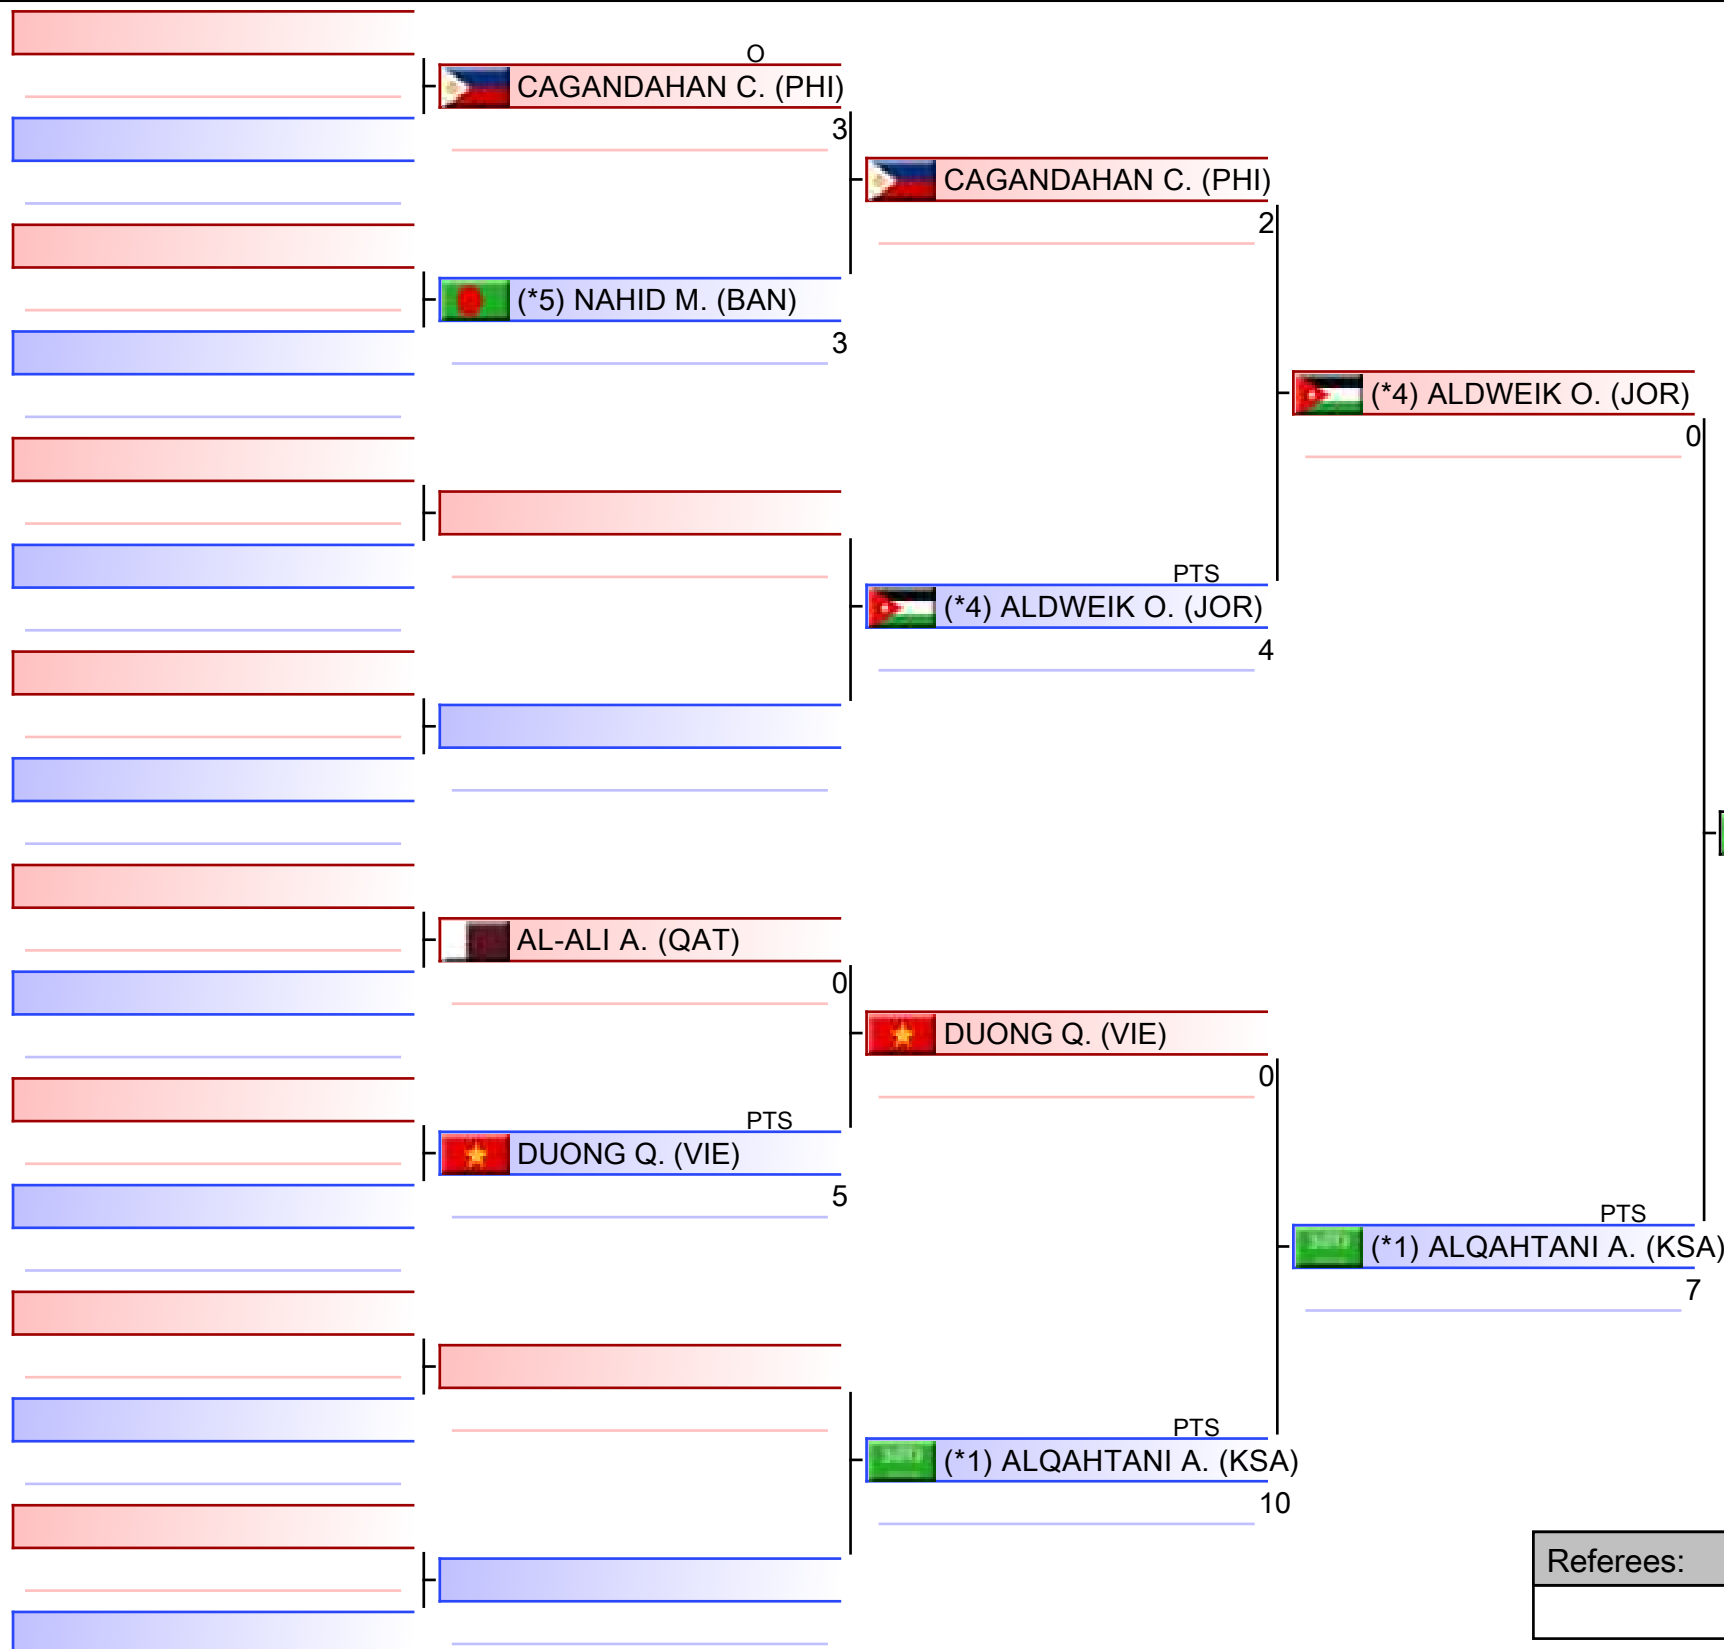 O
CAGANDAHAN C. (PHI)
3
(*5) NAHID M. (BAN)
3
AL-ALI A. (QAT)
0
PTS
DUONG Q. (VIE)
5
CAGANDAHAN C. (PHI)
2
PTS
(*4) ALDWEIK O. (JOR)
4
DUONG Q. (VIE)
0
PTS
(*1) ALQAHTANI A. (KSA)
10
(*4) ALDWEIK O. (JOR)
0
PTS
(*1) ALQAHTANI A. (KSA)
7
Referees: